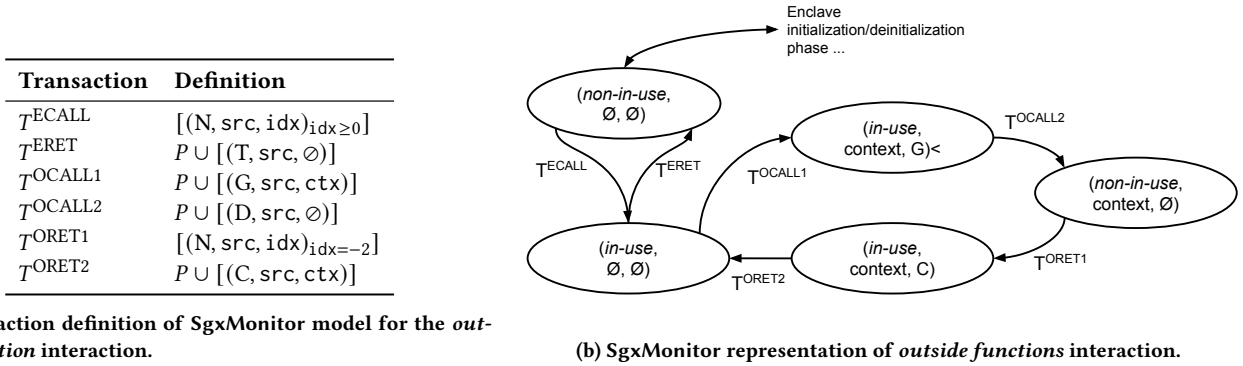 Transaction Definition
T^ECALL [(N, src, idx)idx≥0]
T^ERET P ∪ [(T, src, ⊘)]
T^OCALL1 P ∪ [(G, src, ctx)]
T^OCALL2 P ∪ [(D, src, ⊘)]
T^ORET1 [(N, src, idx)idx=−2]
T^ORET2 P ∪ [(C, src, ctx)]
action definition of SgxMonitor model for the out-
tion interaction.
Enclave
initialization/deinitialization
phase ...
(non-in-use,
Ø, Ø)
T^ECALL
T^ERET
T^OCALL1
(in-use,
context, G)<
T^OCALL2
(non-in-use,
context, Ø)
(in-use,
Ø, Ø)
T^ORET2
(in-use,
context, C)
T^ORET1
(b) SgxMonitor representation of outside functions interaction.